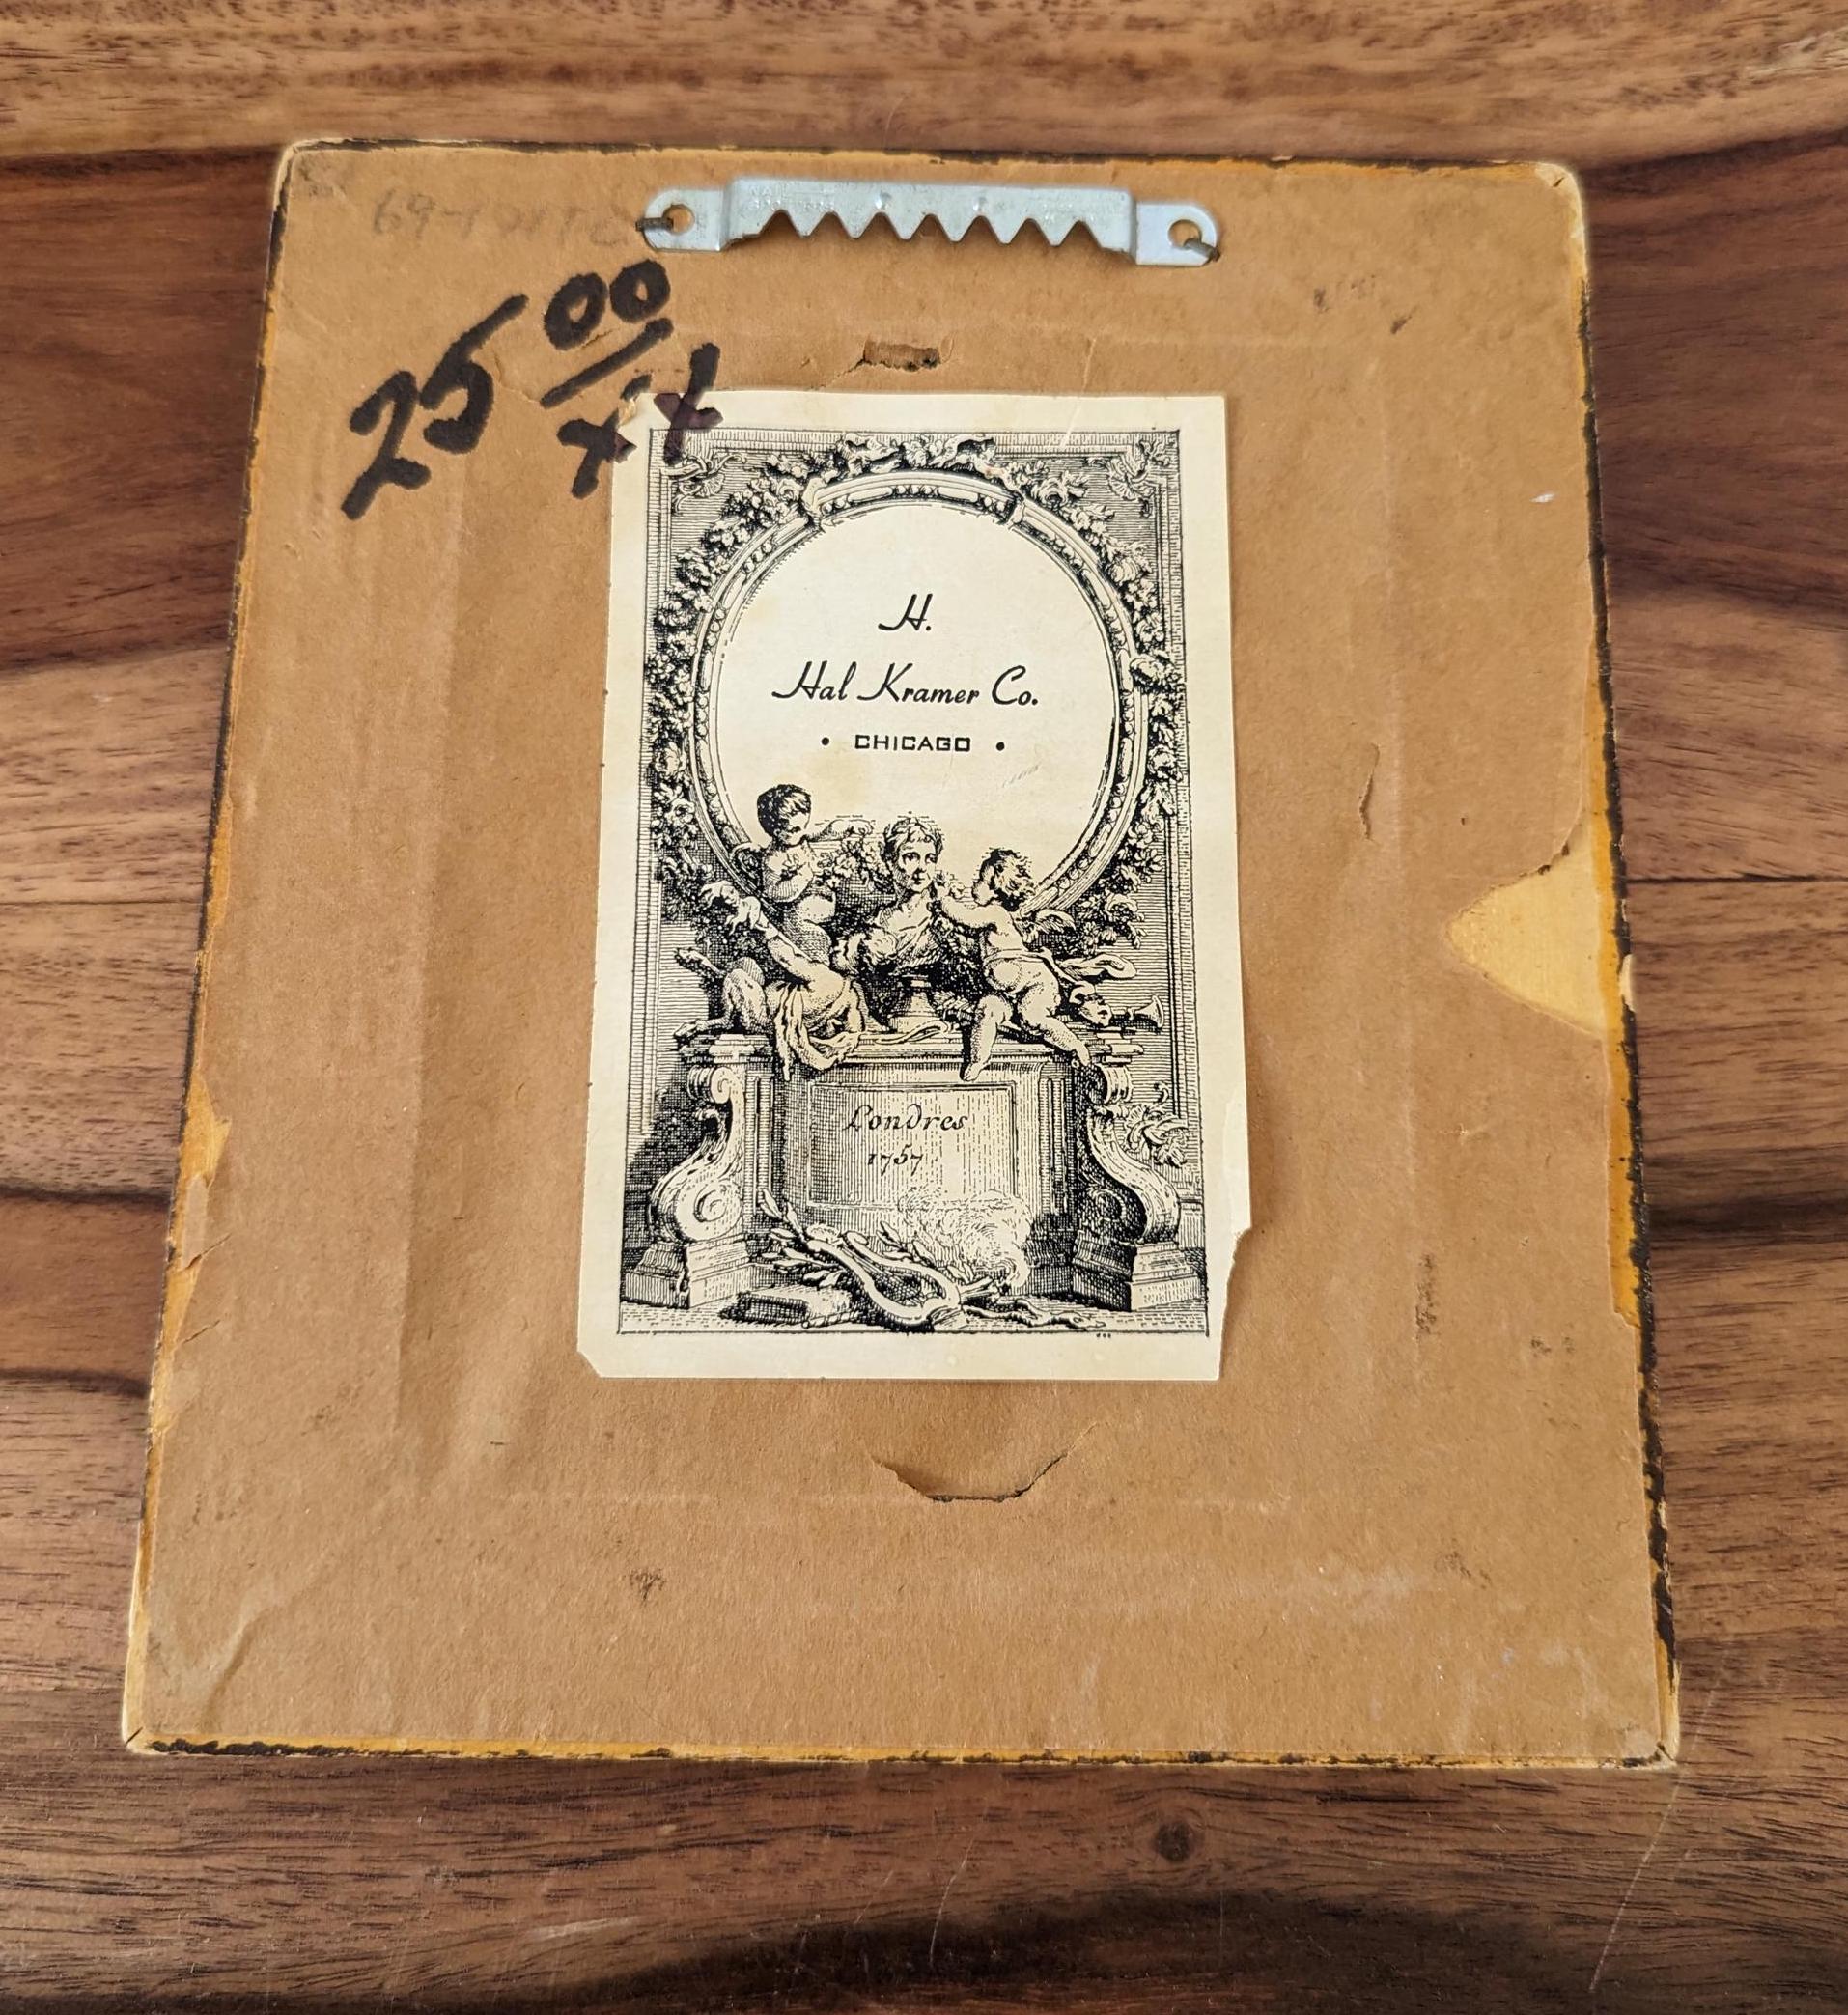 25 00/xx
H.
Hal Kramer Co.
• CHICAGO •
Londres
1757